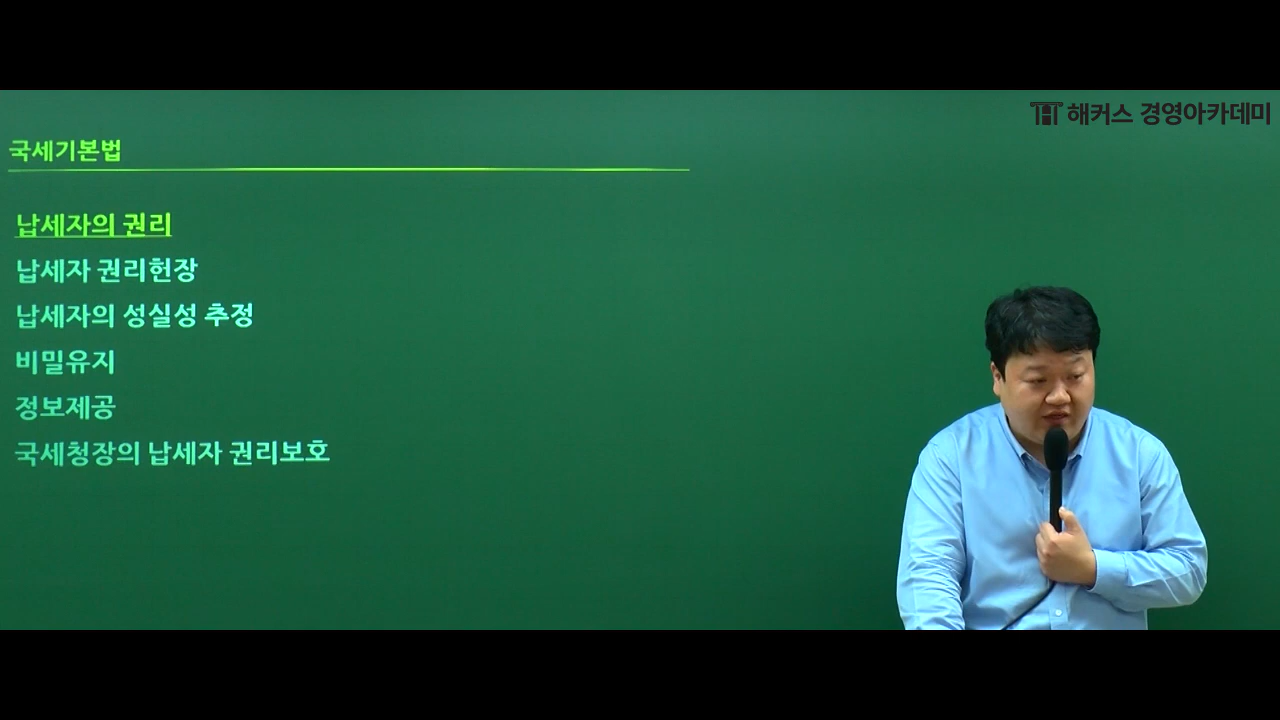 해커스 경영아카데미
국세기본법
납세자의 권리
납세자 권리헌장
납세자의 성실성 추정
비밀유지
정보제공
국세청장의 납세자 권리보호